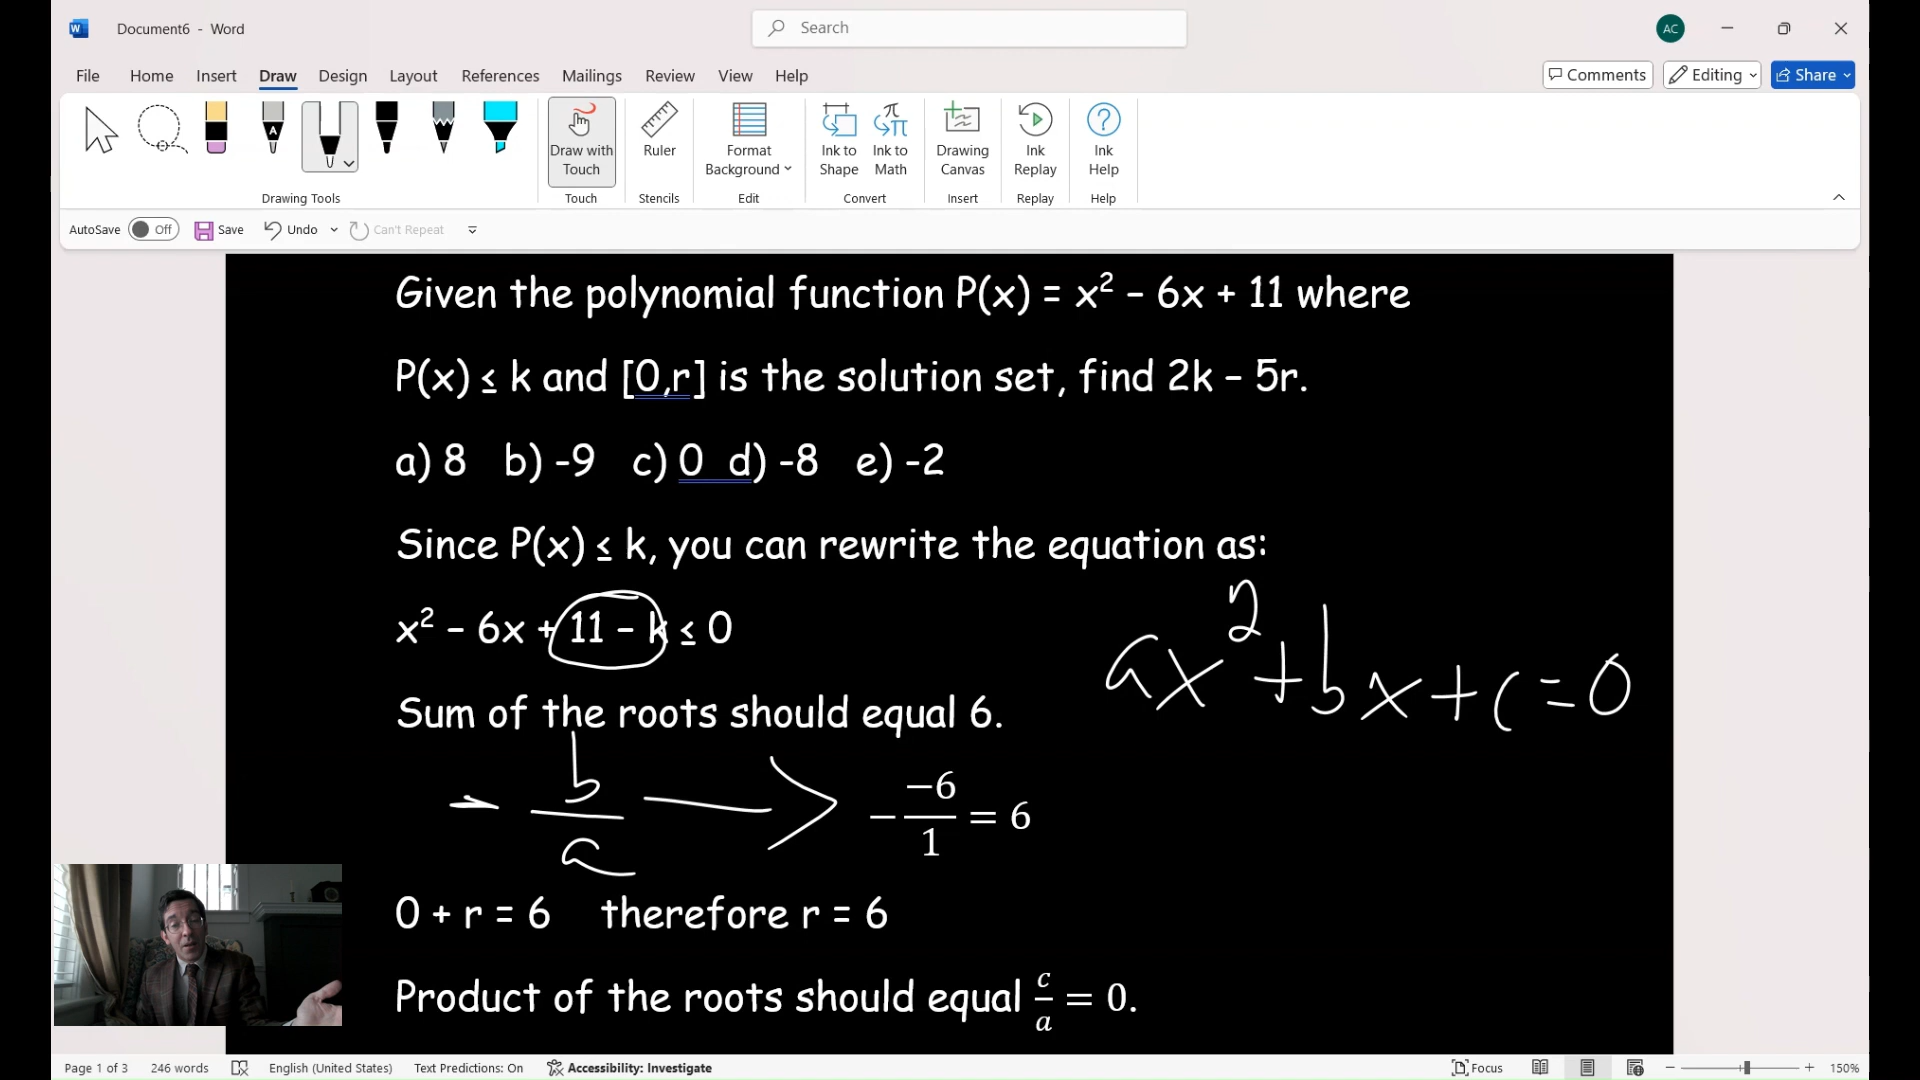 Document6 - Word
Search
AC
File Home Insert Draw Design Layout References Mailings Review View Help
Comments Editing Share
Draw with Touch
Ruler
Format Background
Ink to Shape
Ink to Math
Drawing Canvas
Ink Replay
Ink Help
Drawing Tools Touch Stencils Edit Convert Insert Replay Help
AutoSave Off Save Undo Can't Repeat
Given the polynomial function P(x) = x² – 6x + 11 where
P(x) ≤ k and [0,r] is the solution set, find 2k – 5r.
a) 8 b) -9 c) 0 d) -8 e) -2
Since P(x) ≤ k, you can rewrite the equation as:
x² – 6x + 11 – k ≤ 0
ax² + bx + c = 0
Sum of the roots should equal 6.
- b/a → -(-6/1) = 6
0 + r = 6 therefore r = 6
Product of the roots should equal c/a = 0.
Page 1 of 3 246 words English (United States) Text Predictions: On Accessibility: Investigate Focus 150%